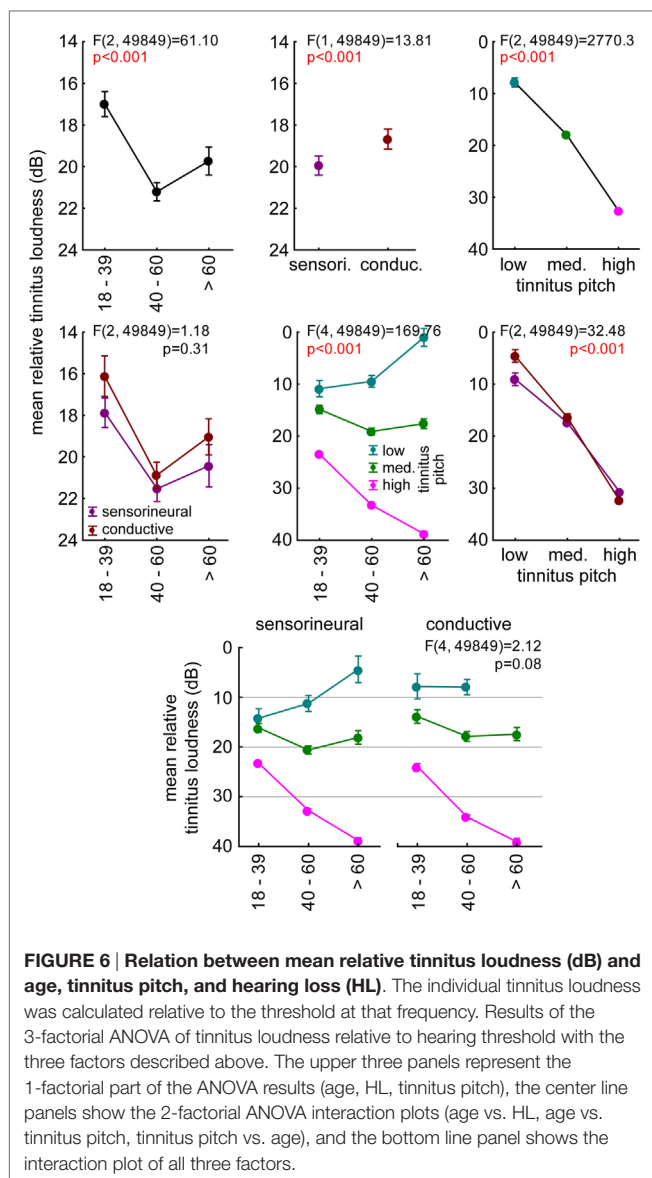 F(2, 49849)=61.10
p<0.001
14
16
18
20
22
24
18 - 39
40 - 60
> 60
F(1, 49849)=13.81
p<0.001
14
16
18
20
22
24
sensori.
conduc.
F(2, 49849)=2770.3
p<0.001
0
10
20
30
40
low
med.
high
tinnitus pitch
mean relative tinnitus loudness (dB)
F(2, 49849)=1.18
p=0.31
14
16
18
20
22
24
sensorineural
conductive
18 - 39
40 - 60
> 60
F(4, 49849)=169.76
p<0.001
0
10
20
30
40
low
med.
high
tinnitus
pitch
18 - 39
40 - 60
> 60
F(2, 49849)=32.48
p<0.001
0
10
20
30
40
low
med.
high
tinnitus pitch
sensorineural
conductive
F(4, 49849)=2.12
p=0.08
mean relative
tinnitus loudness (dB)
0
10
20
30
40
18 - 39
40 - 60
> 60
18 - 39
40 - 60
> 60
FIGURE 6 | Relation between mean relative tinnitus loudness (dB) and
age, tinnitus pitch, and hearing loss (HL). The individual tinnitus loudness
was calculated relative to the threshold at that frequency. Results of the
3-factorial ANOVA of tinnitus loudness relative to hearing threshold with the
three factors described above. The upper three panels represent the
1-factorial part of the ANOVA results (age, HL, tinnitus pitch), the center line
panels show the 2-factorial ANOVA interaction plots (age vs. HL, age vs.
tinnitus pitch, tinnitus pitch vs. age), and the bottom line panel shows the
interaction plot of all three factors.